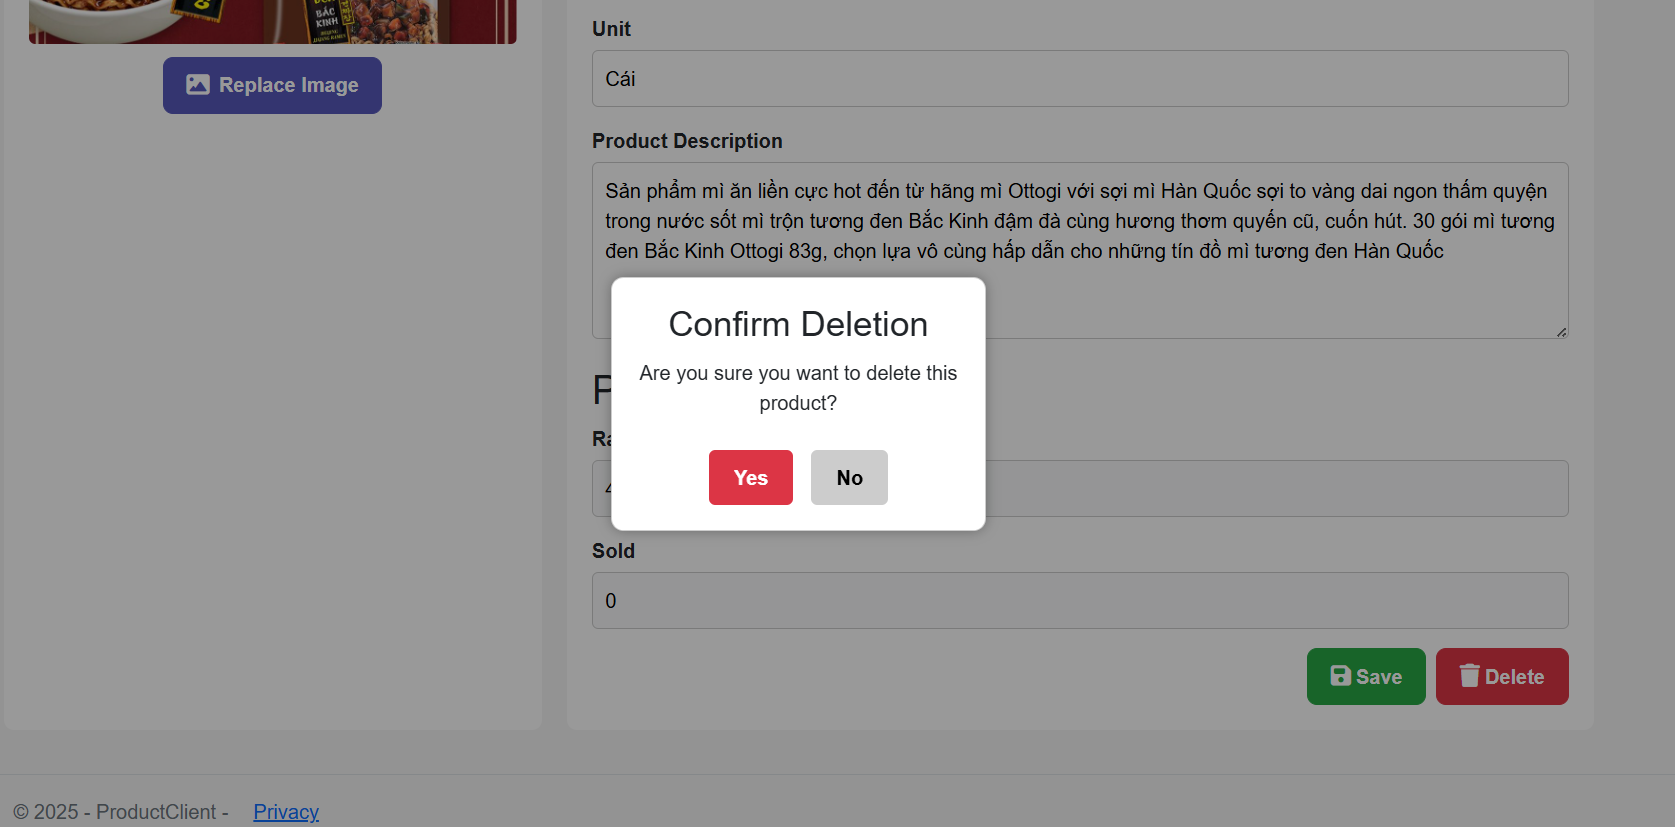 BẮC
KINH
Replace Image
Unit
Cái
Product Description
Sản phẩm mì ăn liền cực hot đến từ hãng mì Ottogi với sợi mì Hàn Quốc sợi to vàng dai ngon thấm quyện
trong nước sốt mì trộn tương đen Bắc Kinh đậm đà cùng hương thơm quyến cũ, cuốn hút. 30 gói mì tương
đen Bắc Kinh Ottogi 83g, chọn lựa vô cùng hấp dẫn cho những tín đồ mì tương đen Hàn Quốc
Confirm Deletion
Are you sure you want to delete this
product?
Yes No
Sold
0
Save Delete
© 2025 - ProductClient - Privacy